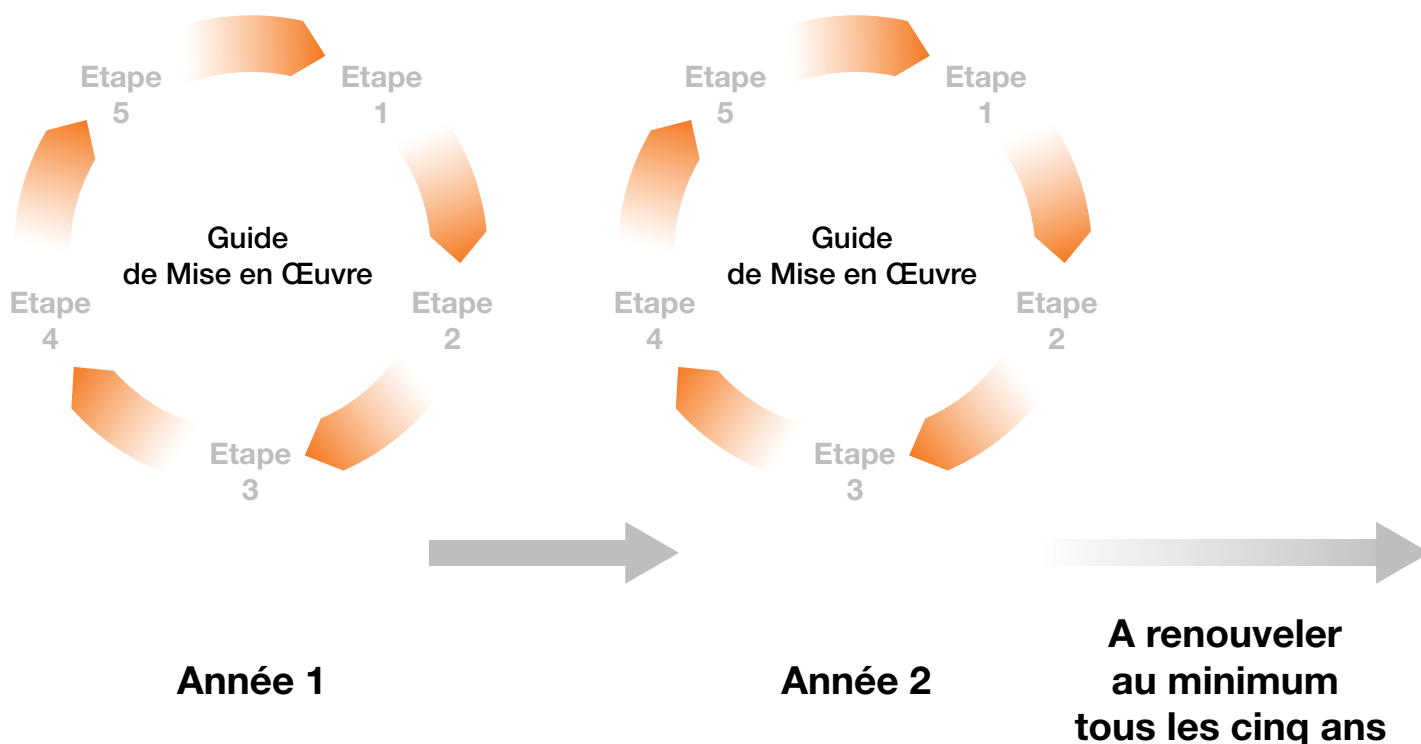 Etape
5
Etape
1
Guide
de Mise en Œuvre
Etape
4
Etape
2
Etape
3
Année 1
Etape
5
Etape
1
Guide
de Mise en Œuvre
Etape
4
Etape
2
Etape
3
Année 2
A renouveler
au minimum
tous les cinq ans